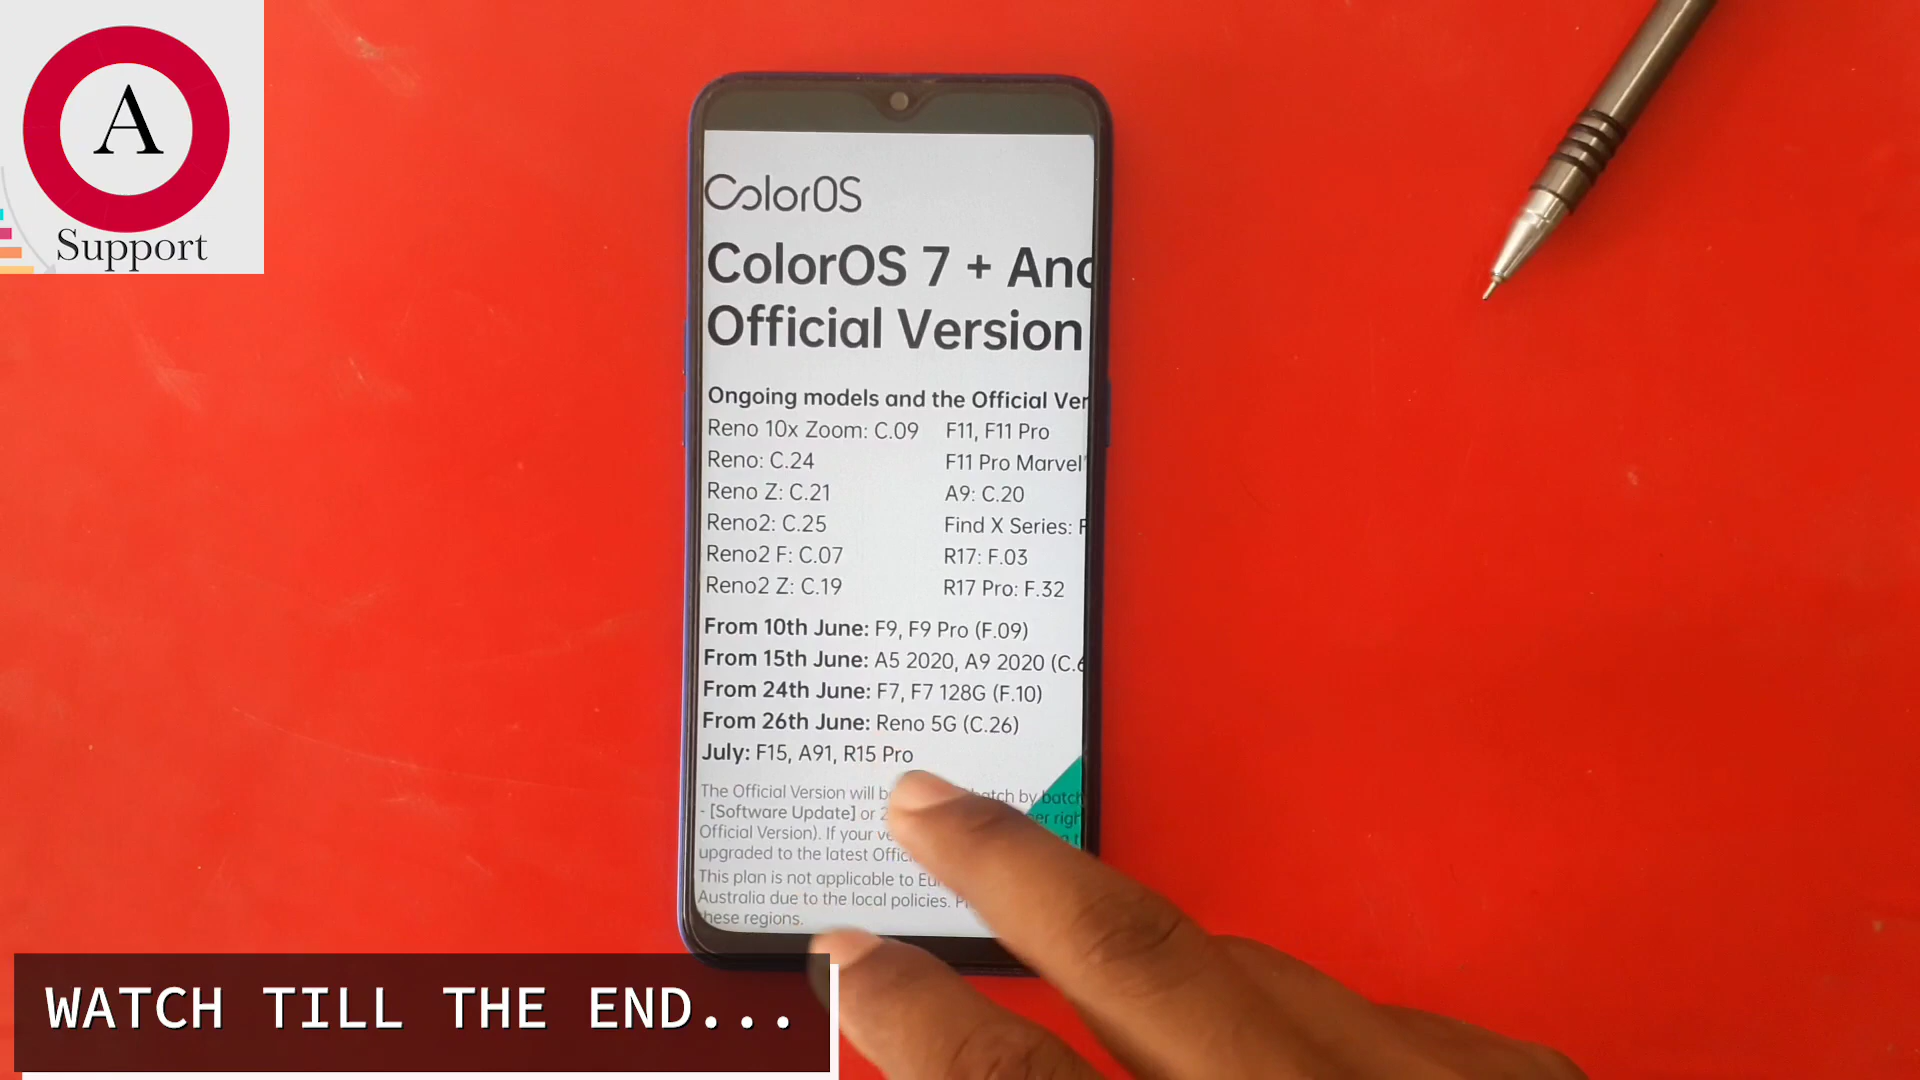 A
Support
ColorOS
ColorOS 7 +
Official Version
Ongoing models and the Official
Reno 10x Zoom: C.09 F11, F11 Pro
Reno: C.24 F11 Pro Marvel
Reno Z: C.21 A9: C.20
Reno2: C.25 Find X Series:
Reno2 F: C.07 R17: F.03
Reno2 Z: C.19 R17 Pro: F.32
From 10th June: F9, F9 Pro (F.09)
From 15th June: A5 2020, A9 2020
From 24th June: F7, F7 128G (F.10)
From 26th June: Reno 5G (C.26)
July: F15, A91, R15 Pro
The Official Version will batch by batch
- [Software Update] or
Official Version). If your
upgraded to the latest
This plan is not applicable to
Australia due to the local policies.
these regions.
WATCH TILL THE END...